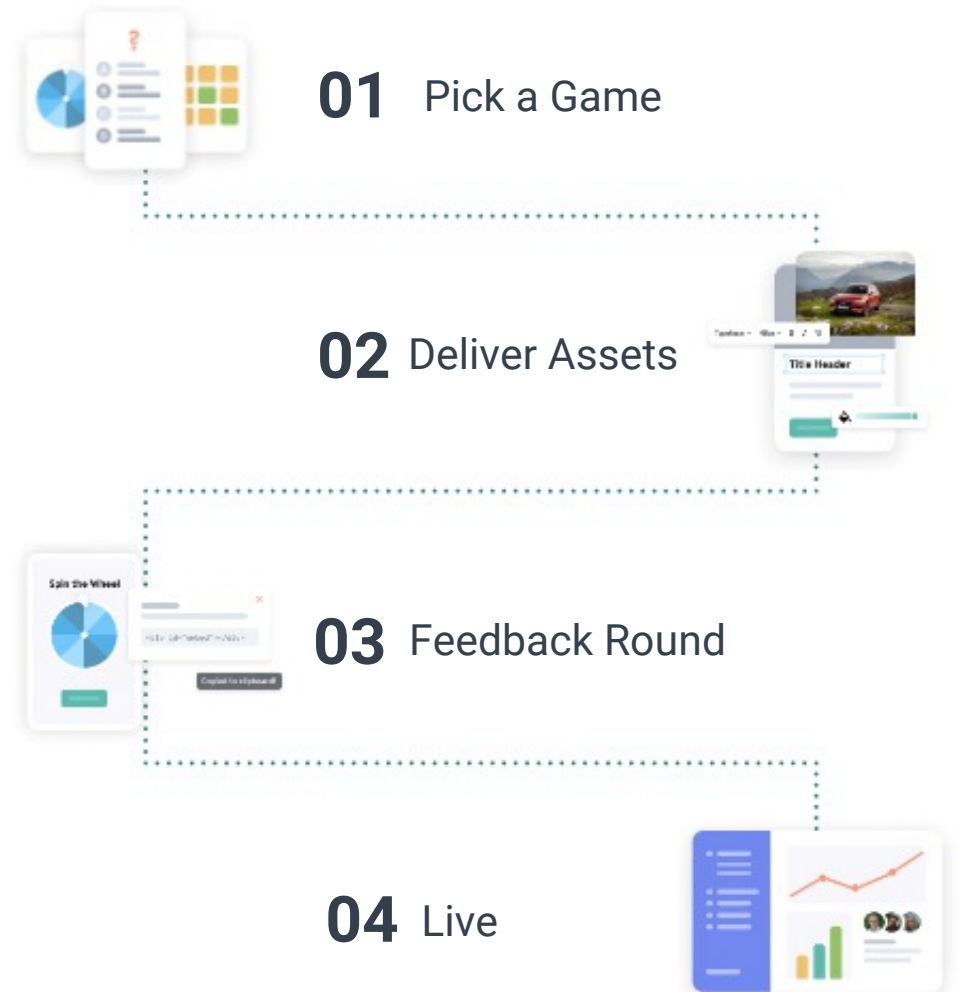 ?
01 Pick a Game
02 Deliver Assets
Title Header
Spin the Wheel
03 Feedback Round
Copied to clipboard!
04 Live